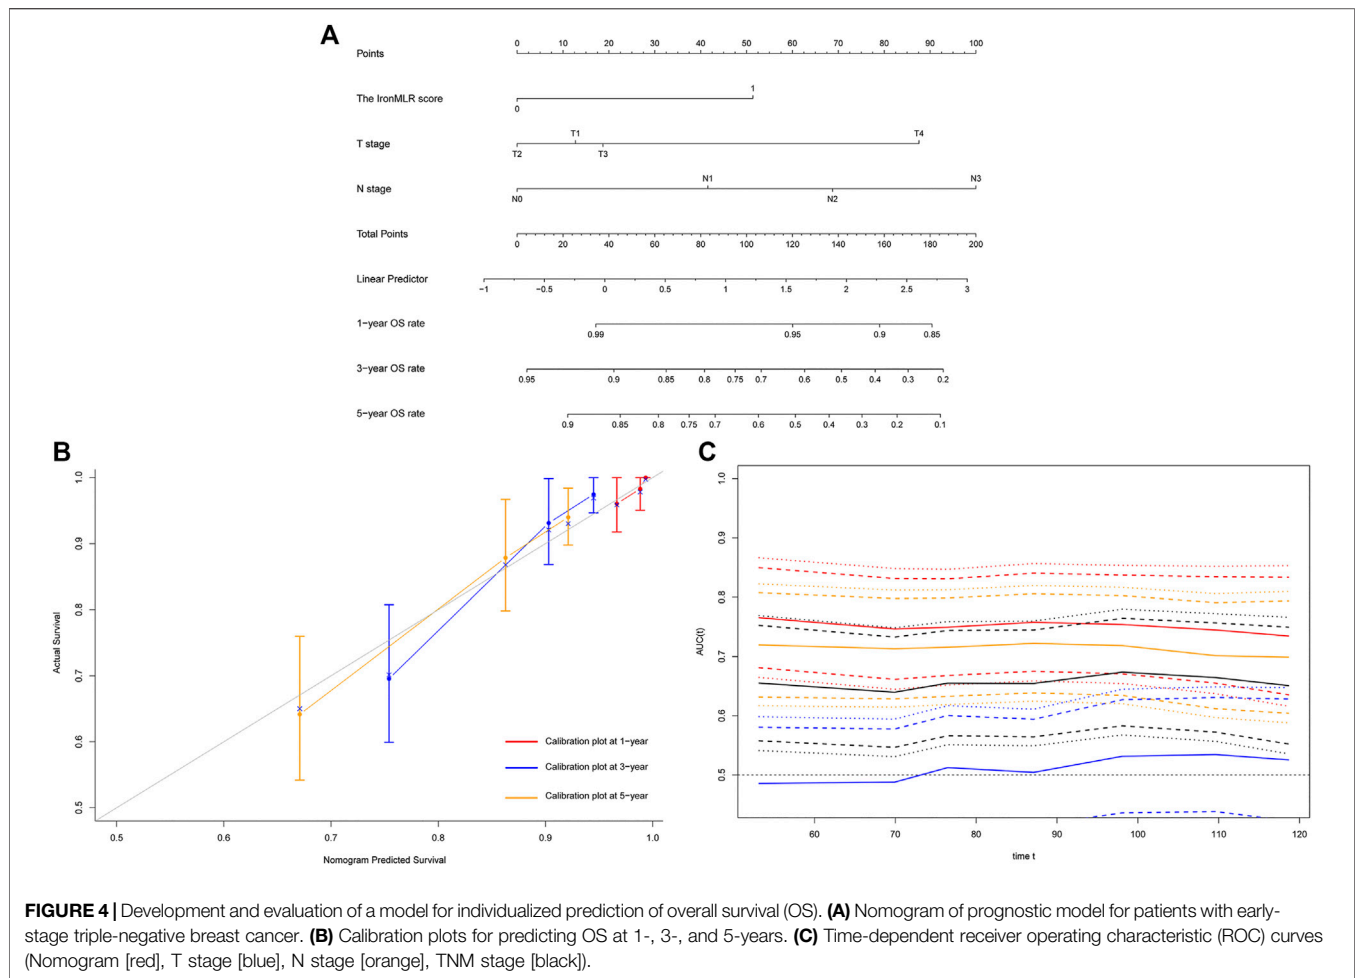 A
Points
0 10 20 30 40 50 60 70 80 90 100
The IronMLR score
1
0
T stage
T1 T4
T2 T3
N stage
N1 N3
N0 N2
Total Points
0 20 40 60 80 100 120 140 160 180 200
Linear Predictor
−1 −0.5 0 0.5 1 1.5 2 2.5 3
1−year OS rate
0.99 0.95 0.9 0.85
3−year OS rate
0.95 0.9 0.85 0.8 0.75 0.7 0.6 0.5 0.4 0.3 0.2
5−year OS rate
0.9 0.85 0.8 0.75 0.7 0.6 0.5 0.4 0.3 0.2 0.1
B
Actual Survival
1.0
0.9
0.8
0.7
0.6
0.5
Calibration plot at 1-year
Calibration plot at 3-year
Calibration plot at 5-year
0.5 0.6 0.7 0.8 0.9 1.0
Nomogram Predicted Survival
C
AUC(t)
1.0
0.9
0.8
0.7
0.6
0.5
60 70 80 90 100 110 120
time t
FIGURE 4 | Development and evaluation of a model for individualized prediction of overall survival (OS). (A) Nomogram of prognostic model for patients with early-
stage triple-negative breast cancer. (B) Calibration plots for predicting OS at 1-, 3-, and 5-years. (C) Time-dependent receiver operating characteristic (ROC) curves
(Nomogram [red], T stage [blue], N stage [orange], TNM stage [black]).